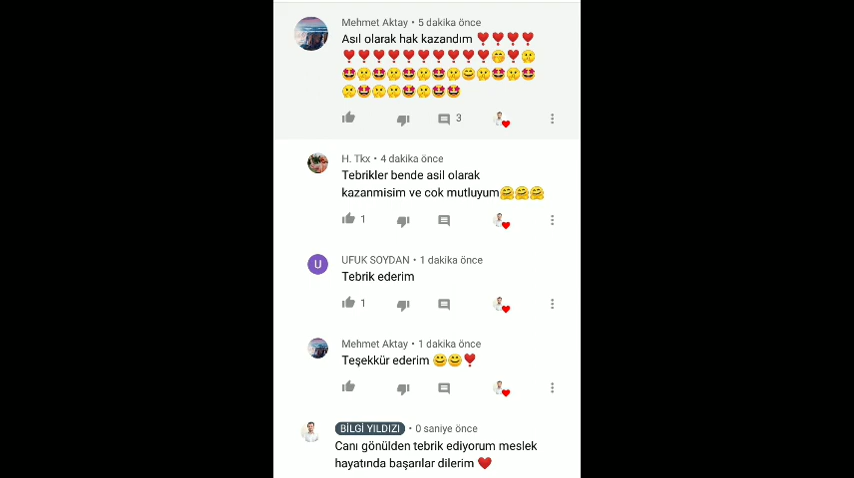 Mehmet Aktay • 5 dakika önce
Asıl olarak hak kazandım ❣❣❣❣
❣❣❣❣❣❣❣❣❣❣🤭❣🤫
🤩🤫🤩🤫🤩🤫🤩🤫😊🤫🤩🤫🤩
🤫🤩🤫🤫🤩🤫🤩🤩
3
H. Tkx • 4 dakika önce
Tebrikler bende asil olarak
kazanmisim ve cok mutluyum🤗🤗🤗
1
UFUK SOYDAN • 1 dakika önce
U
Tebrik ederim
1
Mehmet Aktay • 1 dakika önce
Teşekkür ederim 😀😀❣
BİLGİ YILDIZI • 0 saniye önce
Canı gönülden tebrik ediyorum meslek
hayatında başarılar dilerim ❤